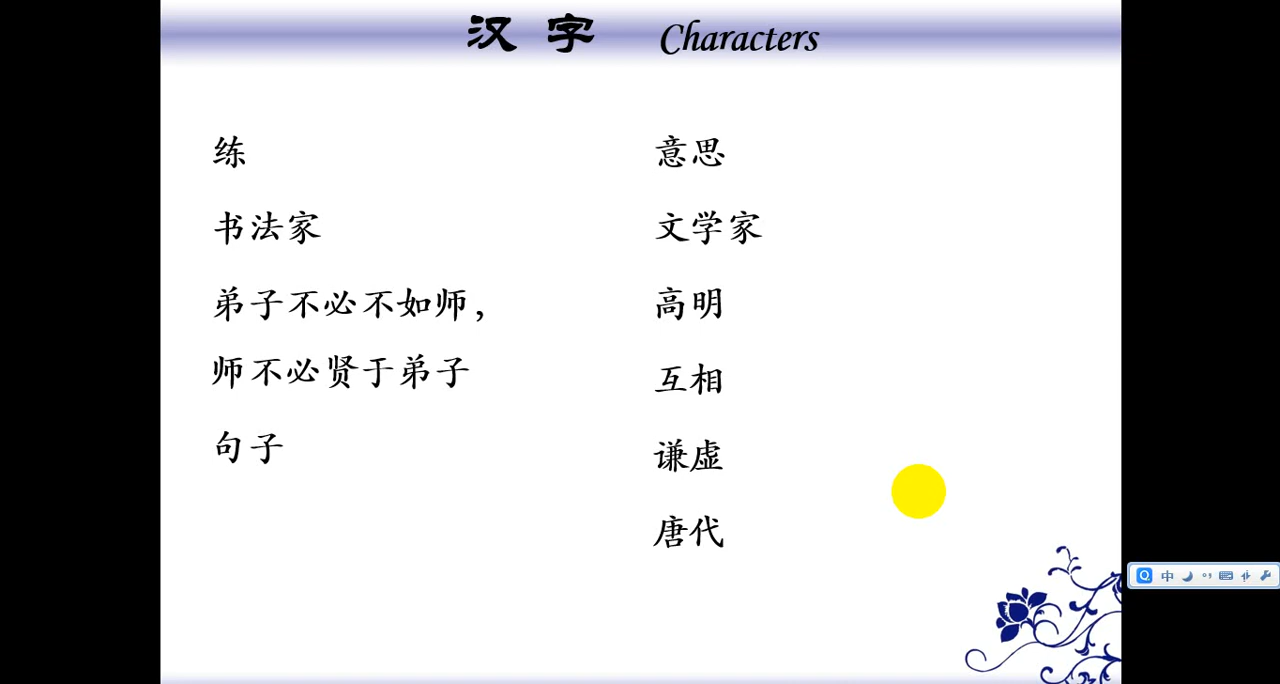 汉字 Characters
练
书法家
弟子不必不如师，
师不必贤于弟子
句子
意思
文学家
高明
互相
谦虚
唐代
中